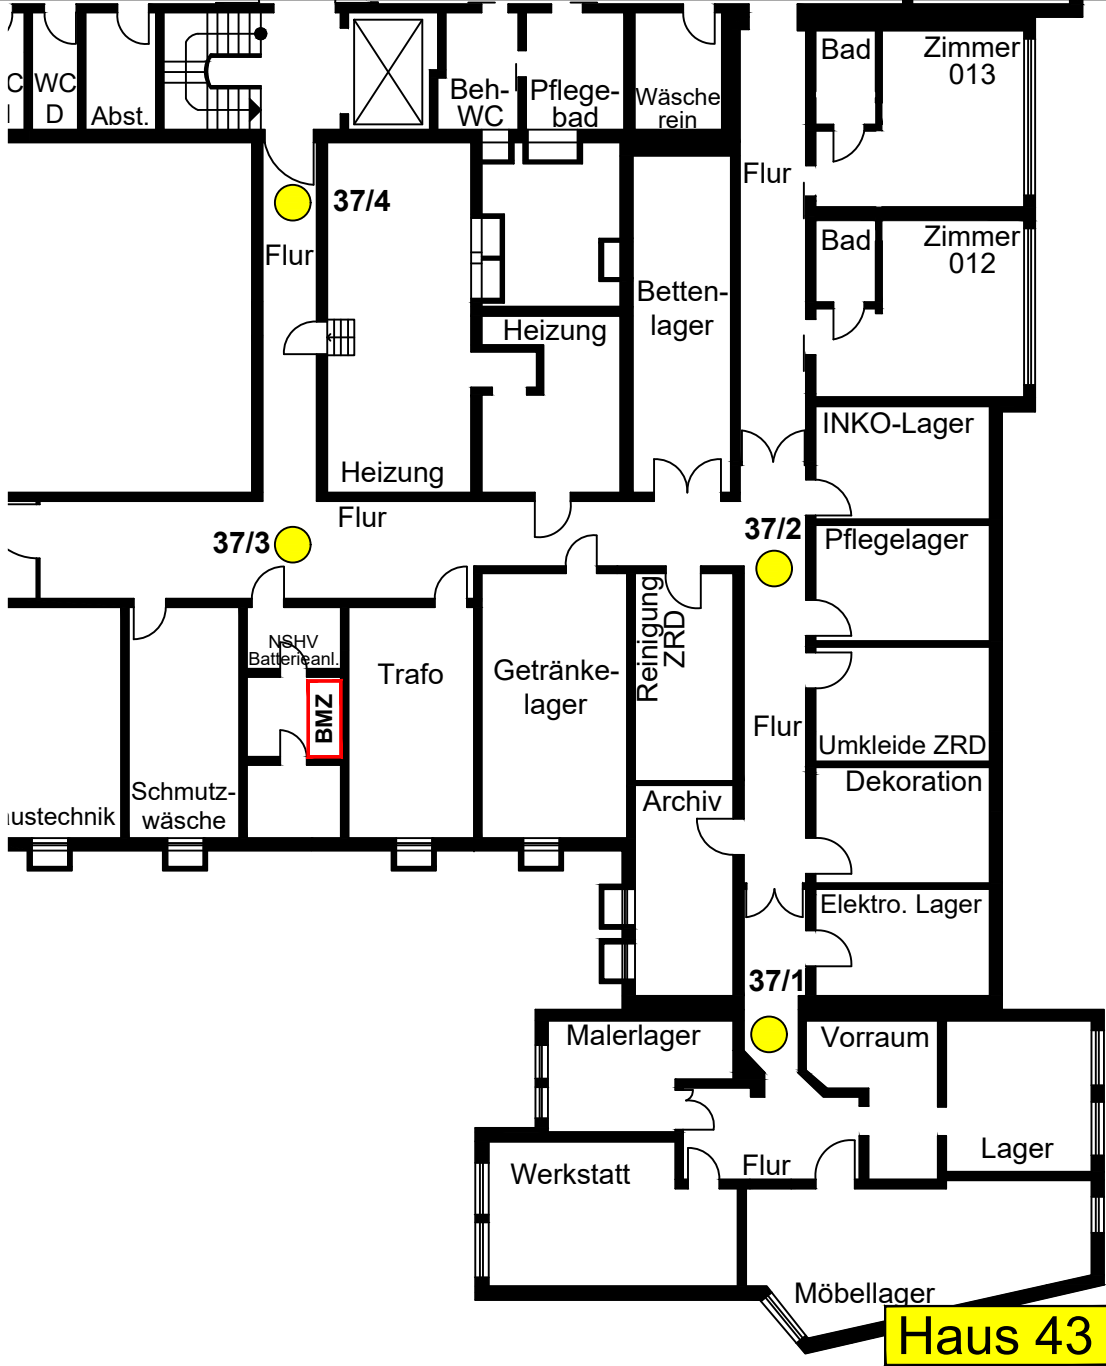 Bad
Zimmer
013
WC
D
Abst.
Beh-
WC
Pflege-
bad
Wäsche
rein
37/4
Flur
Flur
Bad
Zimmer
012
Betten-
lager
Heizung
INKO-Lager
Heizung
Flur
37/3
37/2
Pflegelager
Reinigung
ZRD
NSHV
Batterieanl.
BMZ
Trafo
Getränke-
lager
Flur
Umkleide ZRD
Dekoration
Schmutz-
wäsche
Archiv
ustechnik
Elektro. Lager
37/1
Malerlager
Vorraum
Lager
Flur
Werkstatt
Möbellager
Haus 43